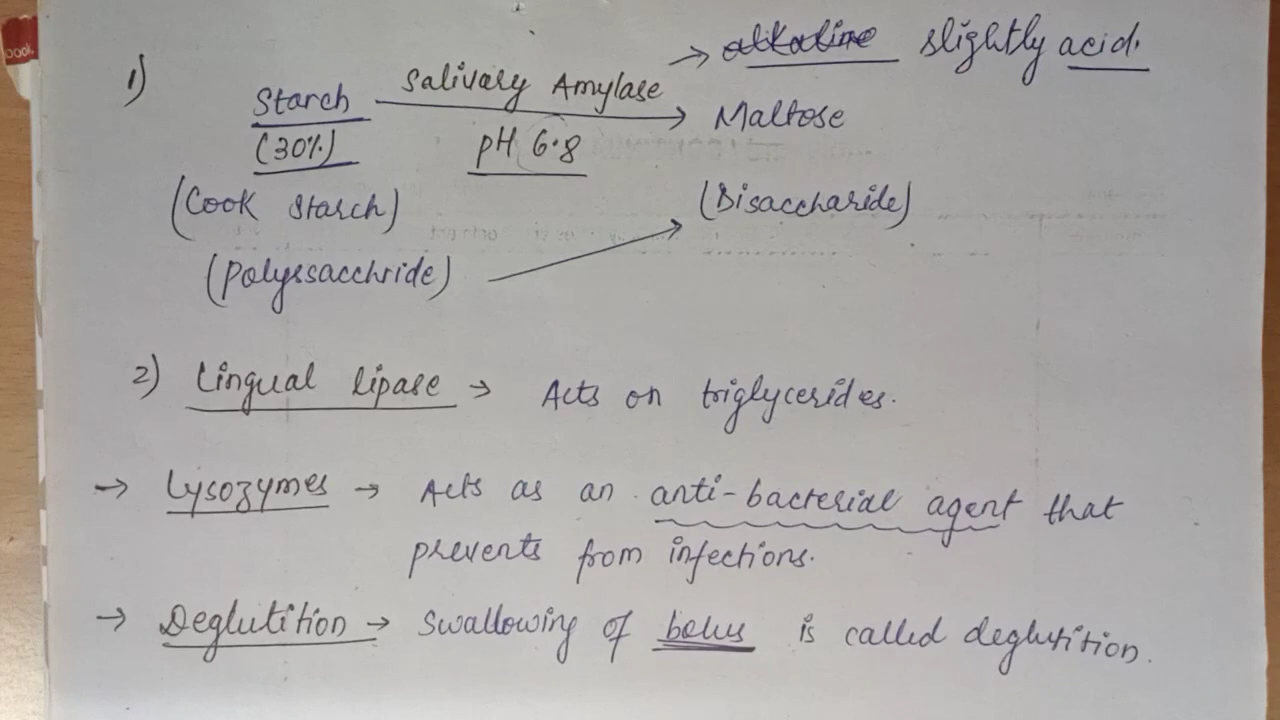 → alkaline slightly acid.
1) Starch Salivary Amylase → Maltose
(30%) pH 6.8
(Cook starch) (Disaccharide)
(Polyssacchride)
2) Lingual lipase → Acts on triglycerides.
→ Lysozymes → Acts as an anti-bacterial agent that
prevents from infections.
→ Deglutition → Swallowing of bolus is called deglutition.
book.